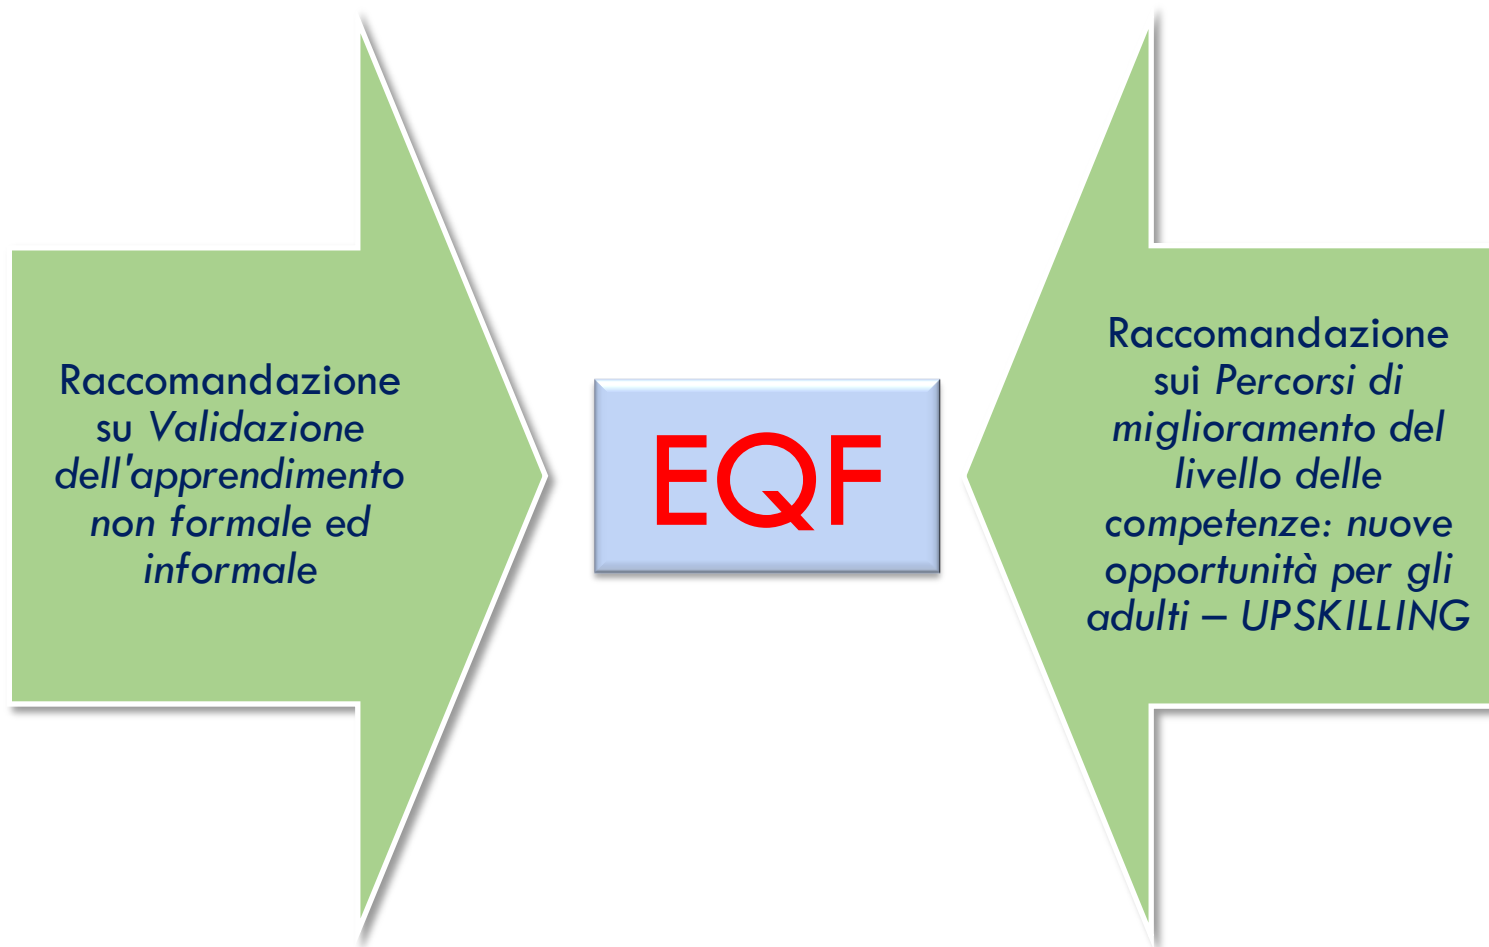 Raccomandazione
su Validazione
dell'apprendimento
non formale ed
informale
EQF
Raccomandazione
sui Percorsi di
miglioramento del
livello delle
competenze: nuove
opportunità per gli
adulti – UPSKILLING